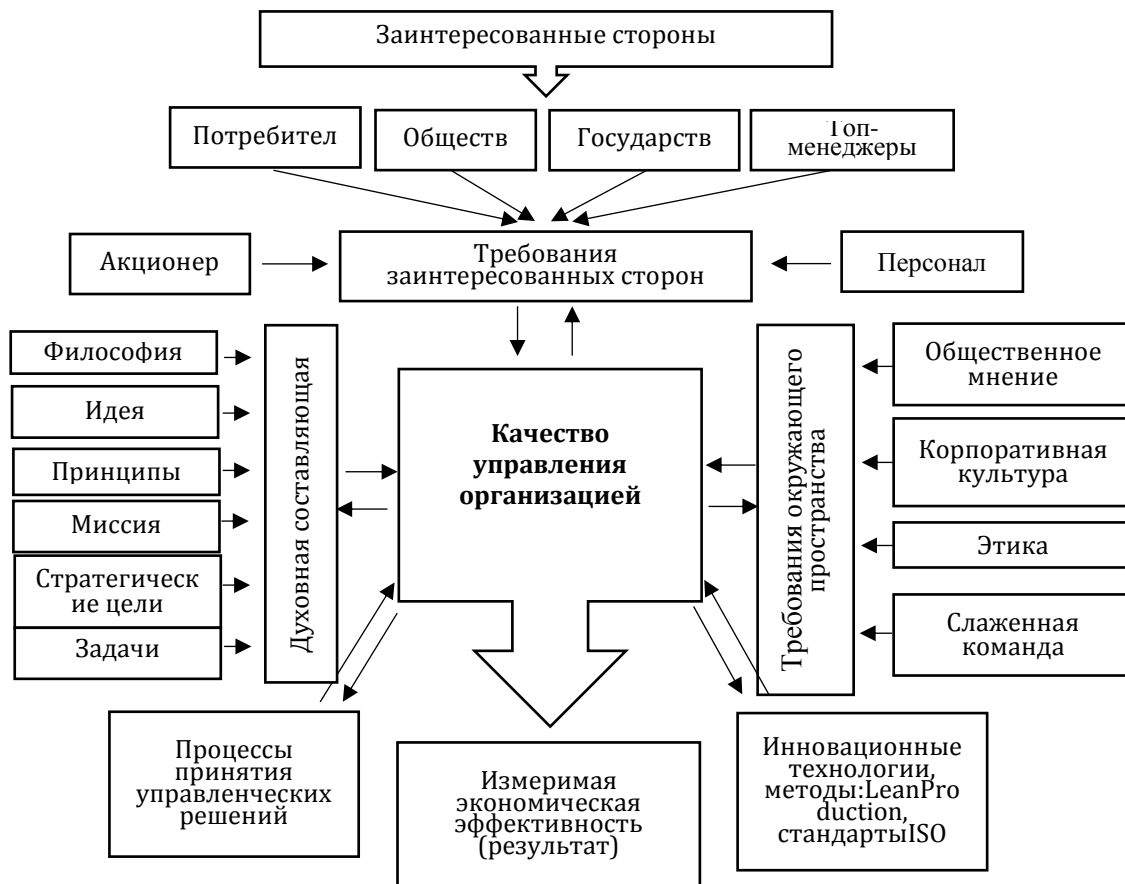 Заинтересованные стороны
Потребител
Обществ
Государств
Топ-
менеджеры
Акционер
Требования
заинтересованных сторон
Персонал
Философия
Идея
Принципы
Миссия
Стратегическ
ие цели
Задачи
Духовная составляющая
Качество
управления
организацией
Требования окружающего
пространства
Общественное
мнение
Корпоративная
культура
Этика
Слаженная
команда
Процессы
принятия
управленческих
решений
Измеримая
экономическая
эффективность
(результат)
Инновационные
технологии,
методы:LeanPro
duction,
стандартыISO